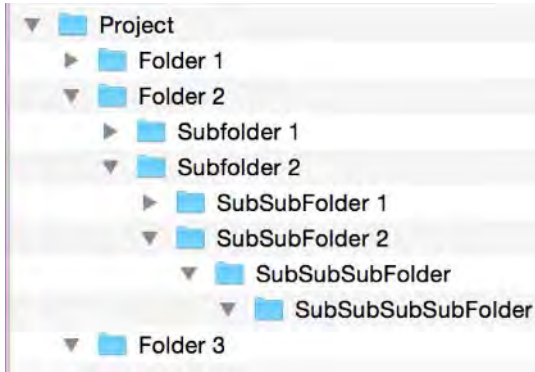 Project
Folder 1
Folder 2
Subfolder 1
Subfolder 2
SubSubFolder 1
SubSubFolder 2
SubSubSubFolder
SubSubSubSubFolder
Folder 3